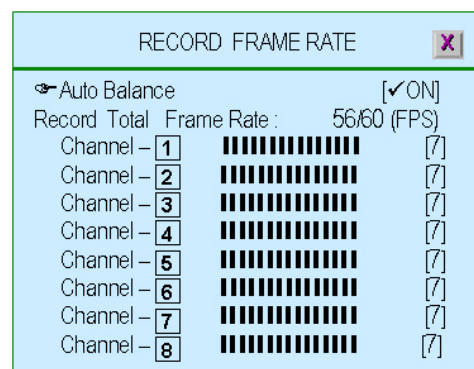 RECORD FRAME RATE X
☞Auto Balance [✔ON]
Record Total Frame Rate : 56/60 (FPS)
Channel – 1 [7]
Channel – 2 [7]
Channel – 3 [7]
Channel – 4 [7]
Channel – 5 [7]
Channel – 6 [7]
Channel – 7 [7]
Channel – 8 [7]